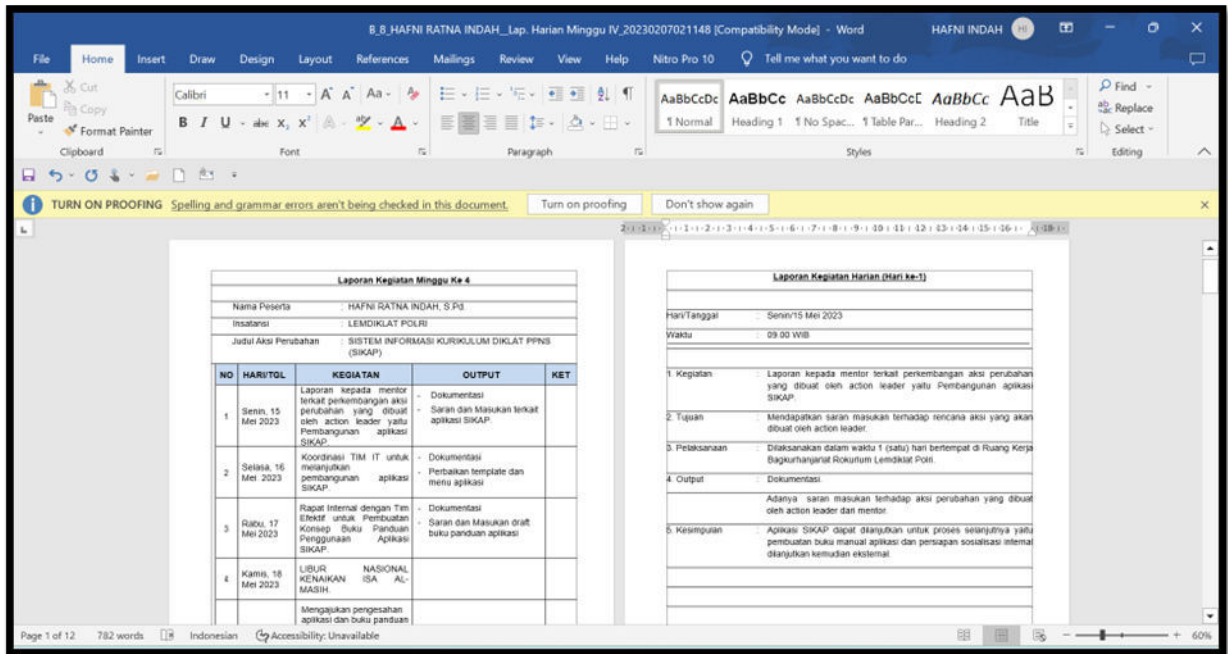 B_8_HAFNI RATNA INDAH__Lap. Harian Minggu IV_20230207021148 [Compatibility Mode] - Word
HAFNI INDAH HI
File Home Insert Draw Design Layout References Mailings Review View Help Nitro Pro 10 Tell me what you want to do
Paste
Cut
Copy
Format Painter
Clipboard
Calibri 11
Font
Paragraph
AaBbCcDc AaBbCc AaBbCcDc AaBbCcE AaBbCc AaB
¶ Normal Heading 1 ¶ No Spac... ¶ Table Par... Heading 2 Title
Styles
Find
Replace
Select
Editing
TURN ON PROOFING Spelling and grammar errors aren't being checked in this document. Turn on proofing Don't show again
Laporan Kegiatan Minggu Ke 4
Nama Peserta : HAFNI RATNA INDAH, S.Pd.
Insatansi : LEMDIKLAT POLRI
Judul Aksi Perubahan : SISTEM INFORMASI KURIKULUM DIKLAT PPNS
(SIKAP)
NO HARI/TGL KEGIATAN OUTPUT KET
1
Senin, 15
Mei 2023
Laporan kepada mentor
terkait perkembangan aksi
perubahan yang dibuat
oleh action leader yaitu
Pembangunan aplikasi
SIKAP.
- Dokumentasi
- Saran dan Masukan terkait
aplikasi SIKAP.
2
Selasa, 16
Mei 2023
Koordinasi TIM IT untuk
melanjutkan
pembangunan aplikasi
SIKAP.
- Dokumentasi
- Perbaikan template dan
menu aplikasi
3
Rabu, 17
Mei 2023
Rapat Internal dengan Tim
Efektif untuk Pembuatan
Konsep Buku Panduan
Penggunaan Aplikasi
SIKAP.
- Dokumentasi
- Saran dan Masukan draft
buku panduan aplikasi
4
Kamis, 18
Mei 2023
LIBUR NASIONAL
KENAIKAN ISA AL-
MASIH.
Mengajukan pengesahan
aplikasi dan buku panduan
Laporan Kegiatan Harian (Hari ke-1)
Hari/Tanggal : Senin/15 Mei 2023
Waktu : 09.00 WIB
1. Kegiatan : Laporan kepada mentor terkait perkembangan aksi perubahan
yang dibuat oleh action leader yaitu Pembangunan aplikasi
SIKAP.
2. Tujuan : Mendapatkan saran masukan terhadap rencana aksi yang akan
dibuat oleh action leader.
3. Pelaksanaan : Dilaksanakan dalam waktu 1 (satu) hari bertempat di Ruang Kerja
Bagkurhanjarlat Rokurlum Lemdiklat Polri.
4. Output : Dokumentasi.
Adanya saran masukan terhadap aksi perubahan yang dibuat
oleh action leader dari mentor.
5. Kesimpulan : Aplikasi SIKAP dapat dilanjutkan untuk proses selanjutnya yaitu
pembuatan buku manual aplikasi dan persiapan sosialisasi internal
dilanjutkan kemudian eksternal.
Page 1 of 12 782 words Indonesian Accessibility: Unavailable 60%